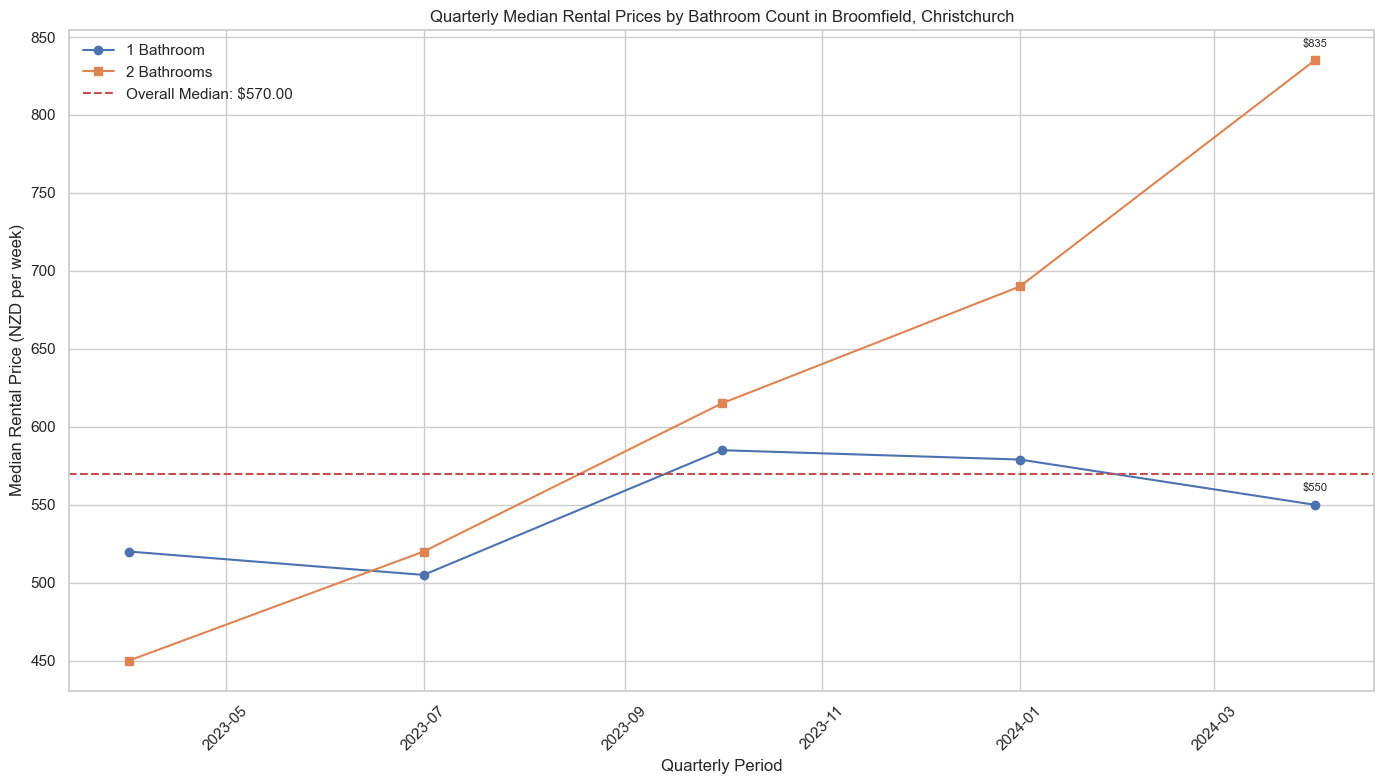 Quarterly Median Rental Prices by Bathroom Count in Broomfield, Christchurch
1 Bathroom
2 Bathrooms
Overall Median: $570.00
$835
$550
Median Rental Price (NZD per week)
850
800
750
700
650
600
550
500
450
2023-05
2023-07
2023-09
2023-11
2024-01
2024-03
Quarterly Period